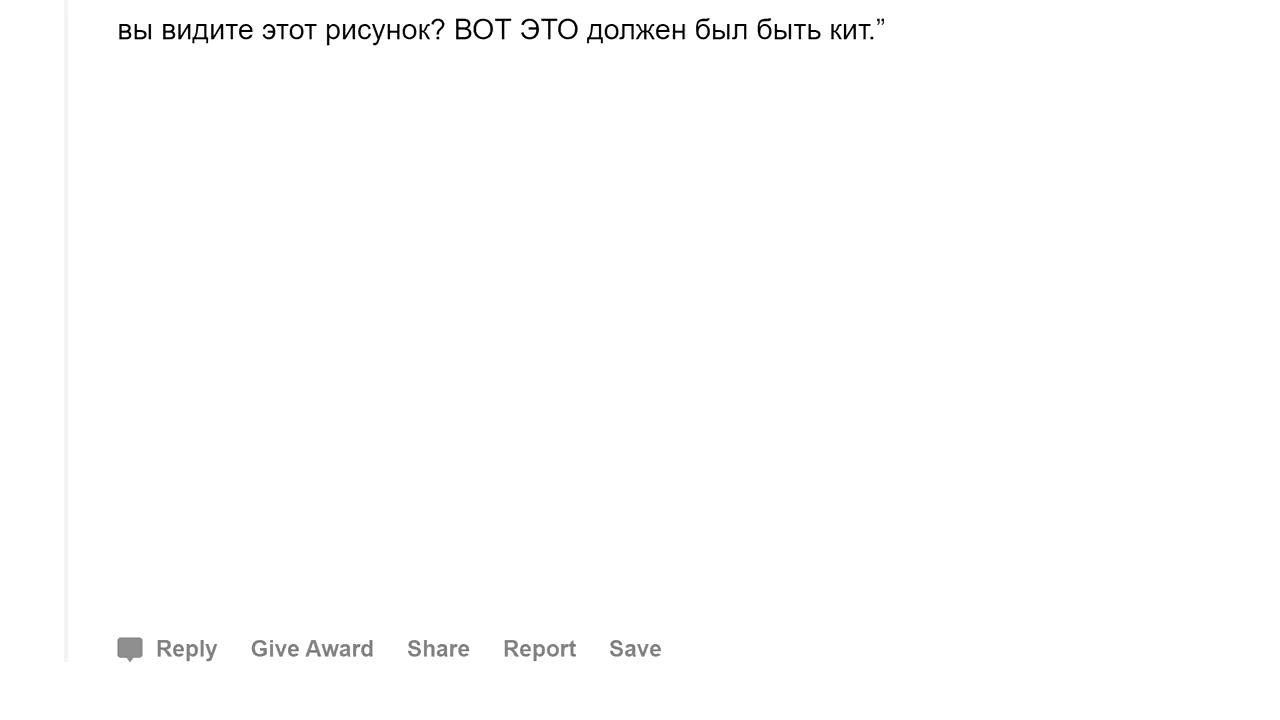 вы видите этот рисунок? ВОТ ЭТО должен был быть кит.”
Reply Give Award Share Report Save